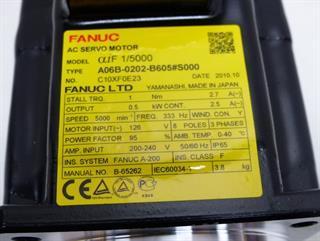 FANUC
AC SERVO MOTOR
MODEL αiF 1/5000
TYPE A06B-0202-B605#S000
NO. C10XF0E23 DATE 2010.10
FANUC LTD YAMANASHI, MADE IN JAPAN.
STALL TRQ. 1 Nm 2.7 A(~)
OUTPUT 0.5 kW CONT. 2.5 A(~)
SPEED 5000 min⁻¹ FREQ. 333 Hz WIND. CON. Y
MOTOR INPUT(~) 126 V 8 POLES 3 PHASES
POWER FACTOR 95 % AMB. TEMP. 0-40 °C
AMP. INPUT 200-240 V 50/60 Hz IP65
INS. SYSTEM FANUC A-200 INS. CLASS F
MANUAL NO. B-65262 IEC60034-1 3.8 kg